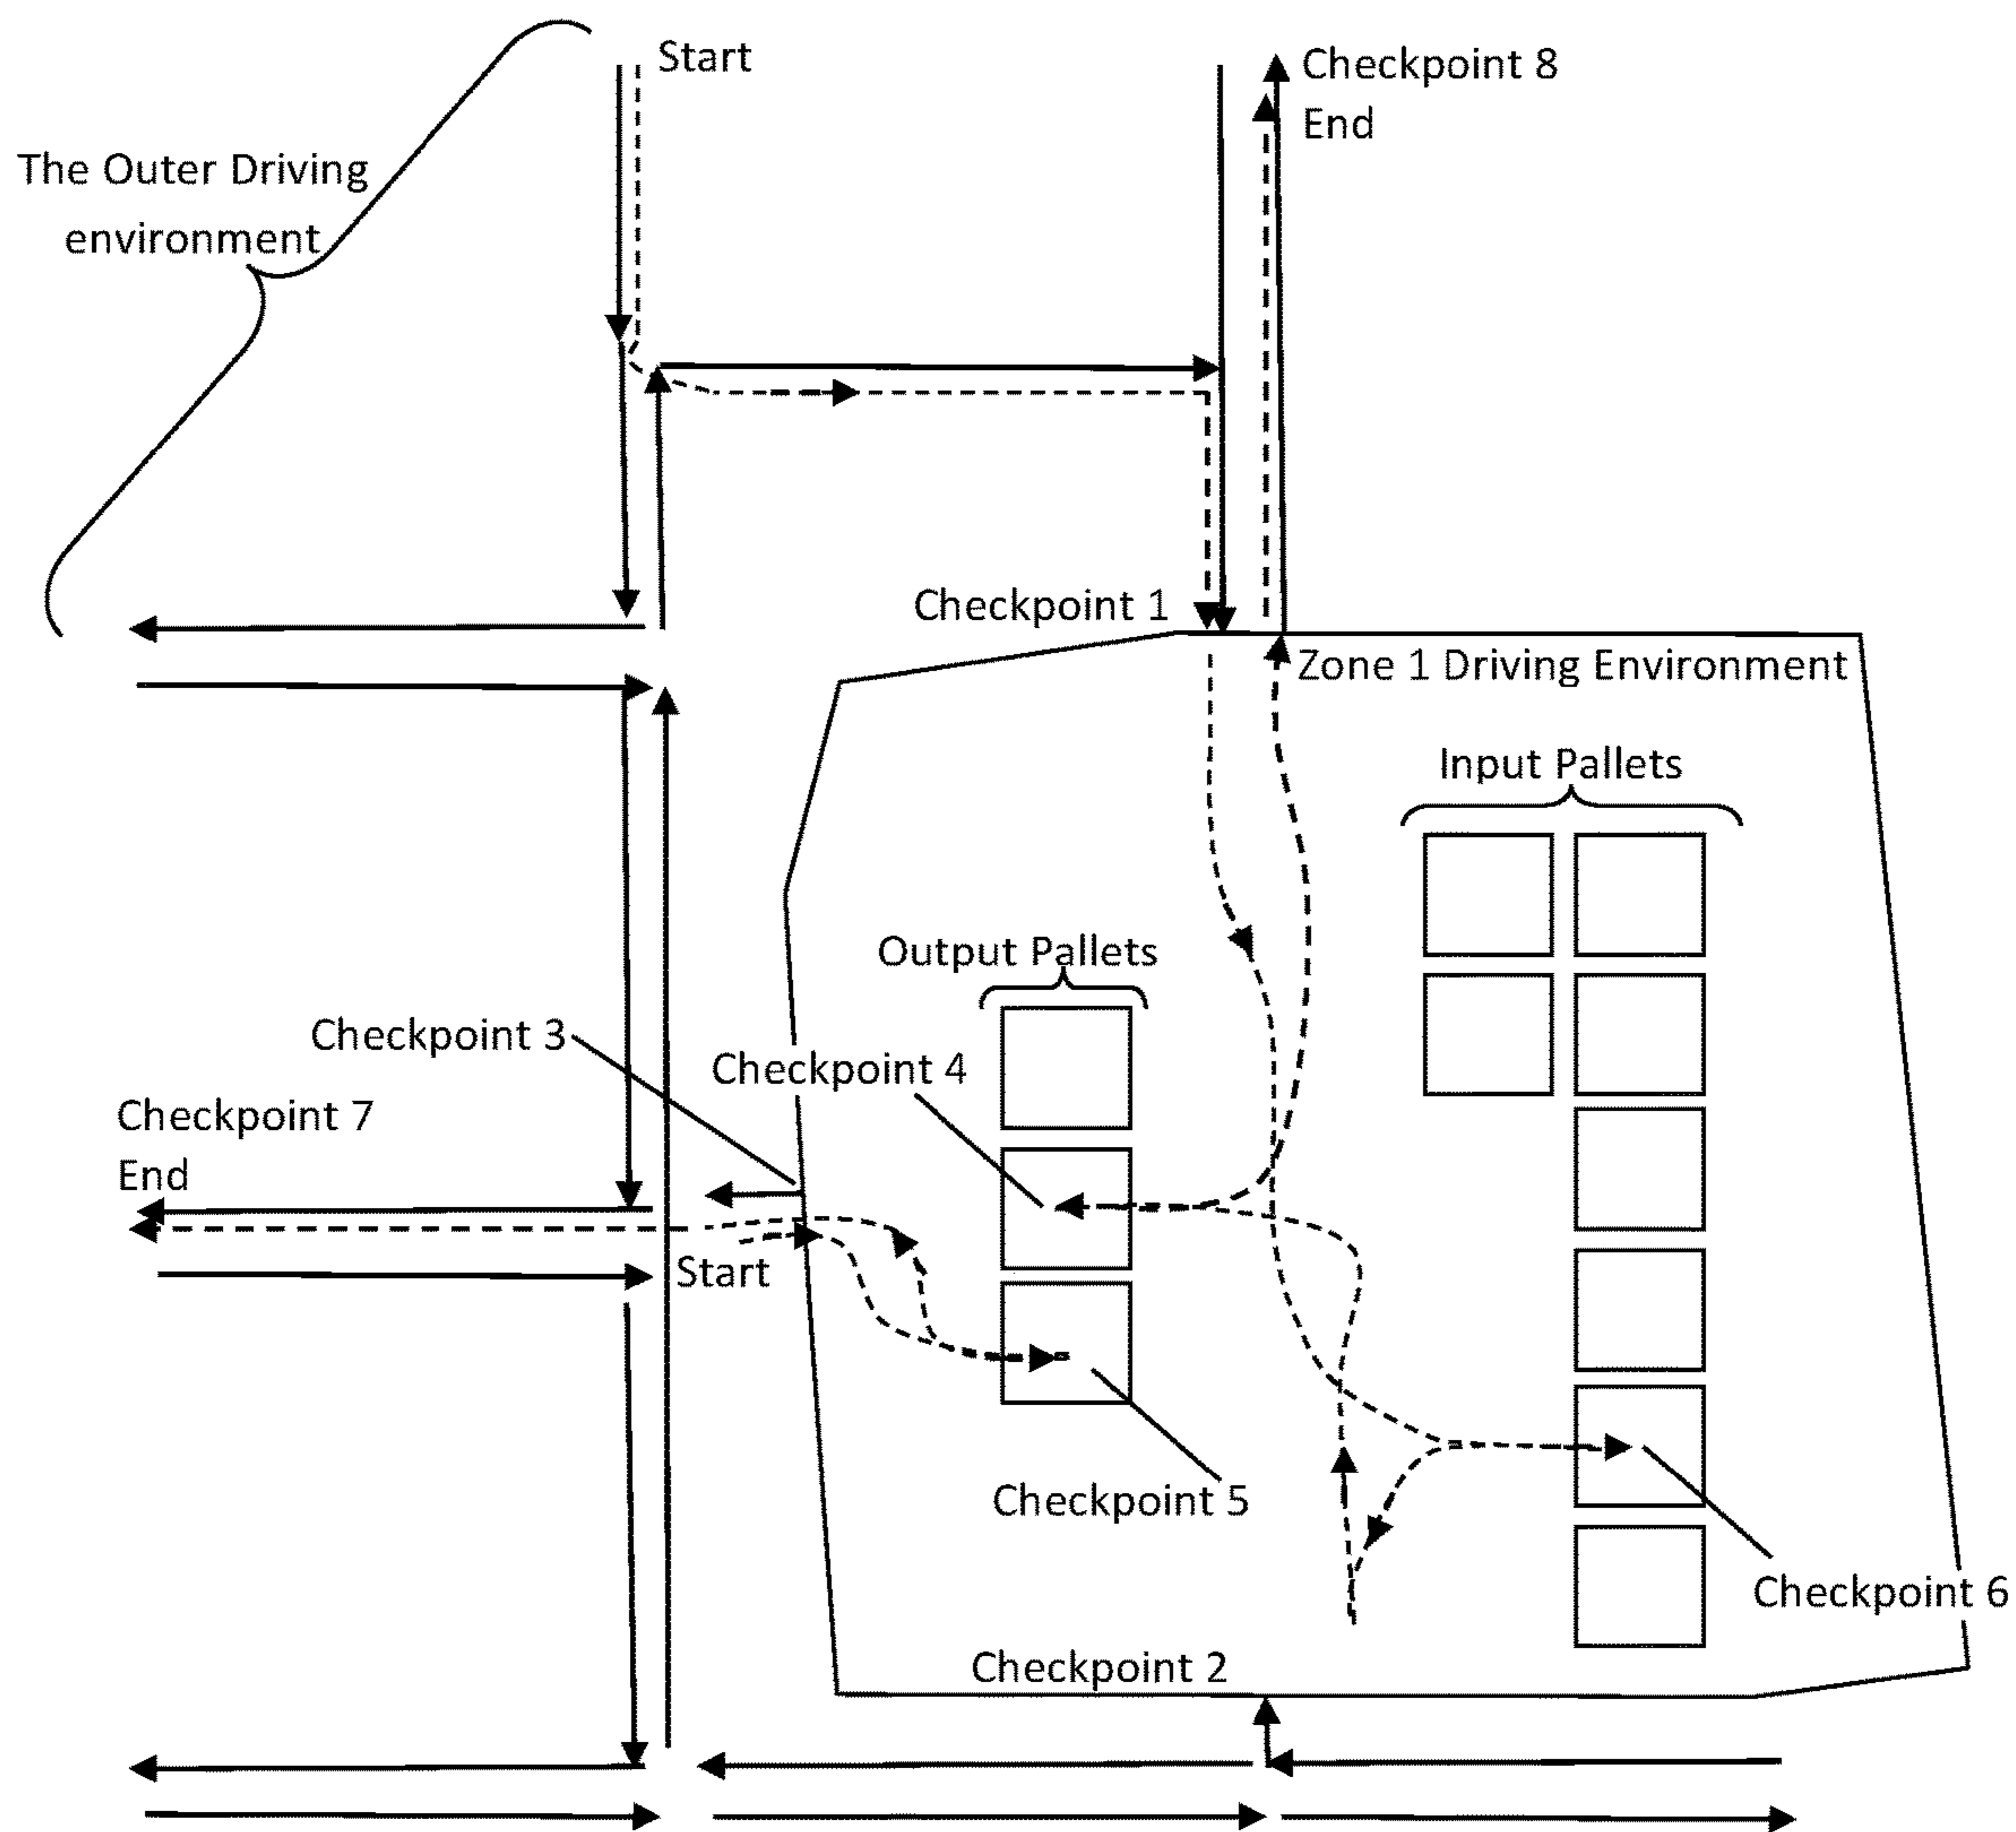 Start
Checkpoint 8
End
The Outer Driving
environment
Checkpoint 1
Zone 1 Driving Environment
Input Pallets
Output Pallets
Checkpoint 3
Checkpoint 4
Checkpoint 7
End
Start
Checkpoint 5
Checkpoint 6
Checkpoint 2